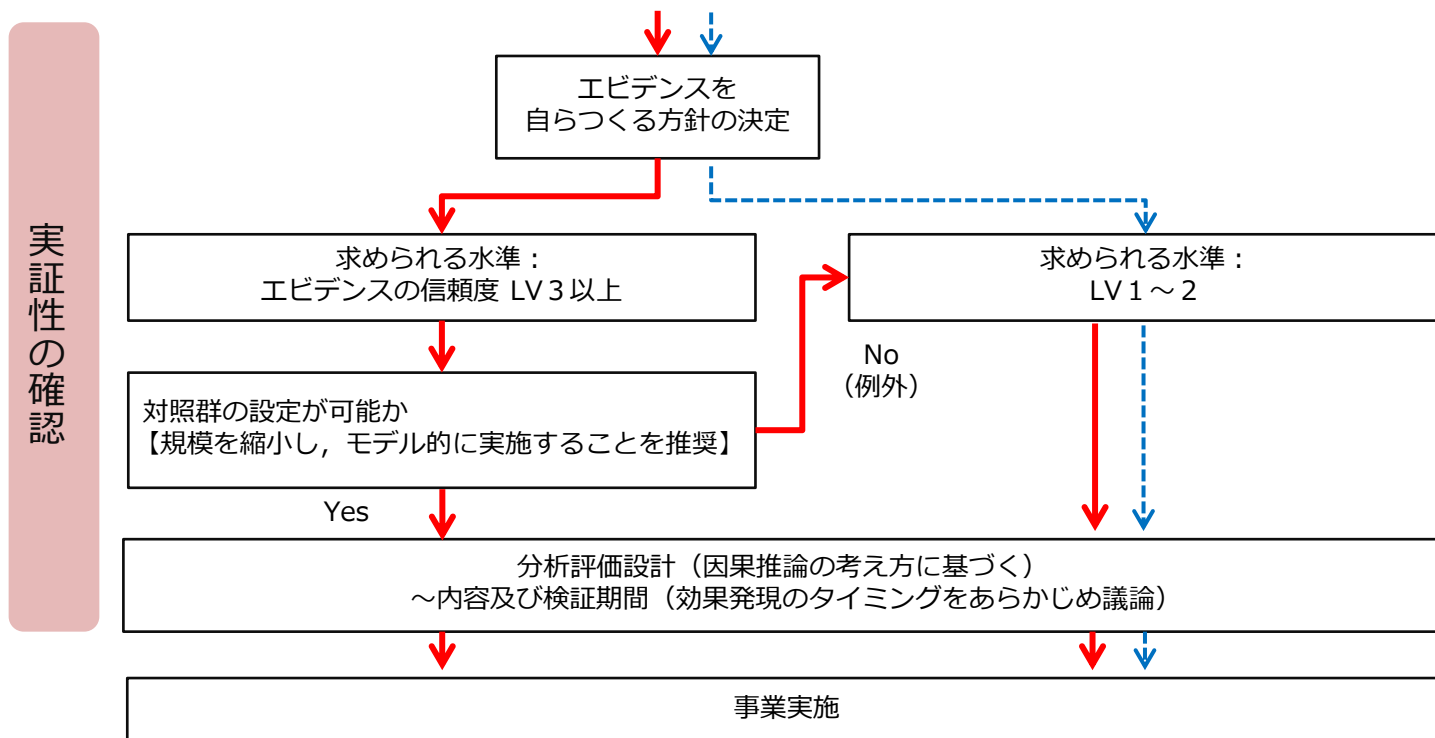 実証性の確認
エビデンスを
自らつくる方針の決定
求められる水準：
エビデンスの信頼度 LV３以上
求められる水準：
LV１～２
No
（例外）
対照群の設定が可能か
【規模を縮小し，モデル的に実施することを推奨】
Yes
分析評価設計（因果推論の考え方に基づく）
～内容及び検証期間（効果発現のタイミングをあらかじめ議論）
事業実施